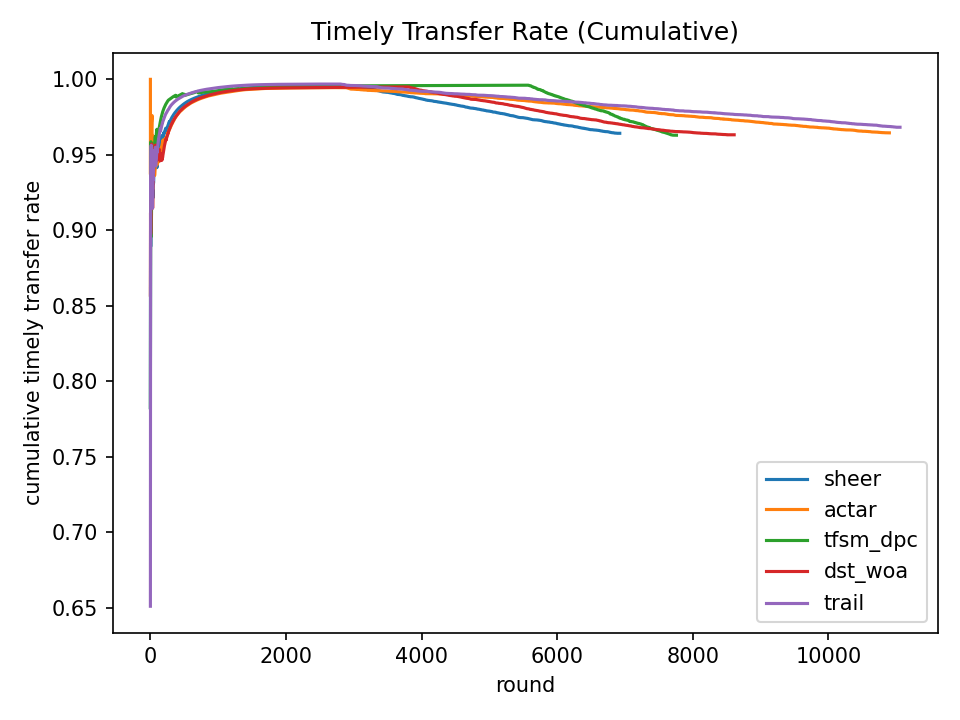 Timely Transfer Rate (Cumulative)
cumulative timely transfer rate
1.00
0.95
0.90
0.85
0.80
0.75
0.70
0.65
0 2000 4000 6000 8000 10000
round
sheer
actar
tfsm_dpc
dst_woa
trail